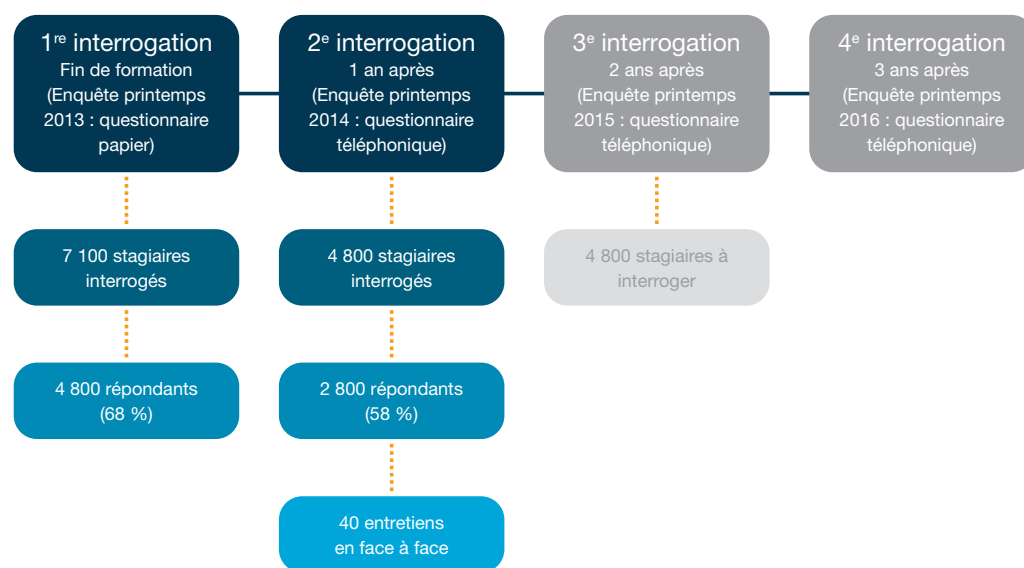 1re interrogation
Fin de formation
(Enquête printemps
2013 : questionnaire
papier)
2e interrogation
1 an après
(Enquête printemps
2014 : questionnaire
téléphonique)
3e interrogation
2 ans après
(Enquête printemps
2015 : questionnaire
téléphonique)
4e interrogation
3 ans après
(Enquête printemps
2016 : questionnaire
téléphonique)
7 100 stagiaires
interrogés
4 800 stagiaires
interrogés
4 800 stagiaires à
interroger
4 800 répondants
(68 %)
2 800 répondants
(58 %)
40 entretiens
en face à face